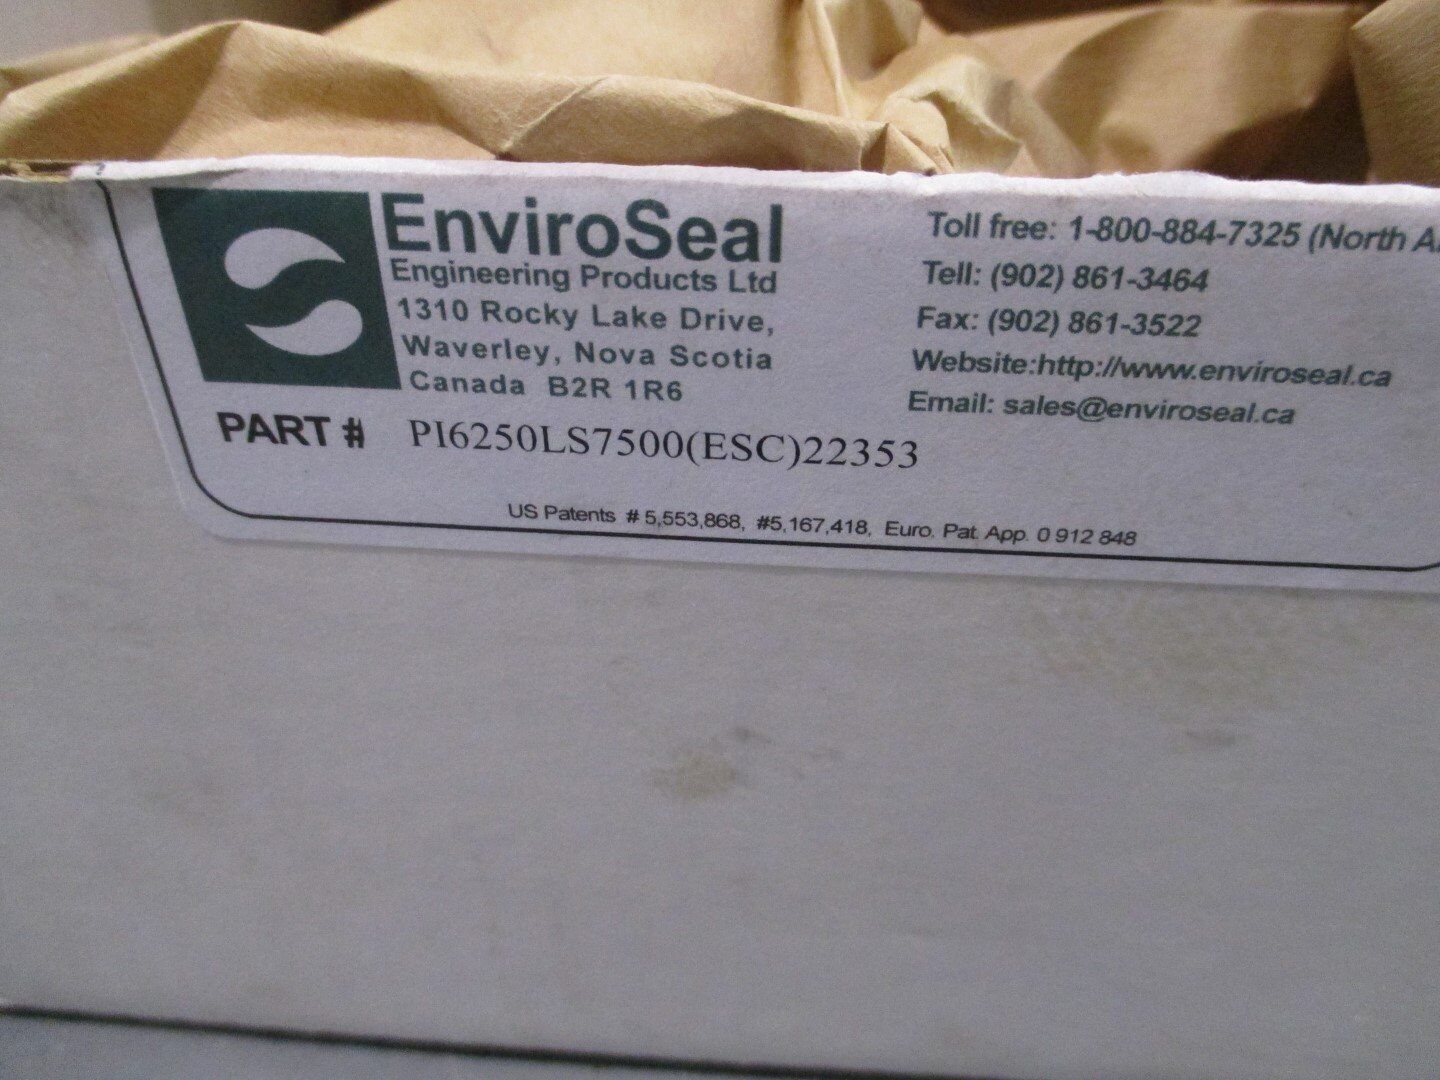 EnviroSeal
Engineering Products Ltd
1310 Rocky Lake Drive,
Waverley, Nova Scotia
Canada B2R 1R6
Toll free: 1-800-884-7325 (North
Tell: (902) 861-3464
Fax: (902) 861-3522
Website:http://www.enviroseal.ca
Email: sales@enviroseal.ca
PART # PI6250LS7500(ESC)22353
US Patents # 5,553,868, #5,167,418, Euro. Pat. App. 0 912 848